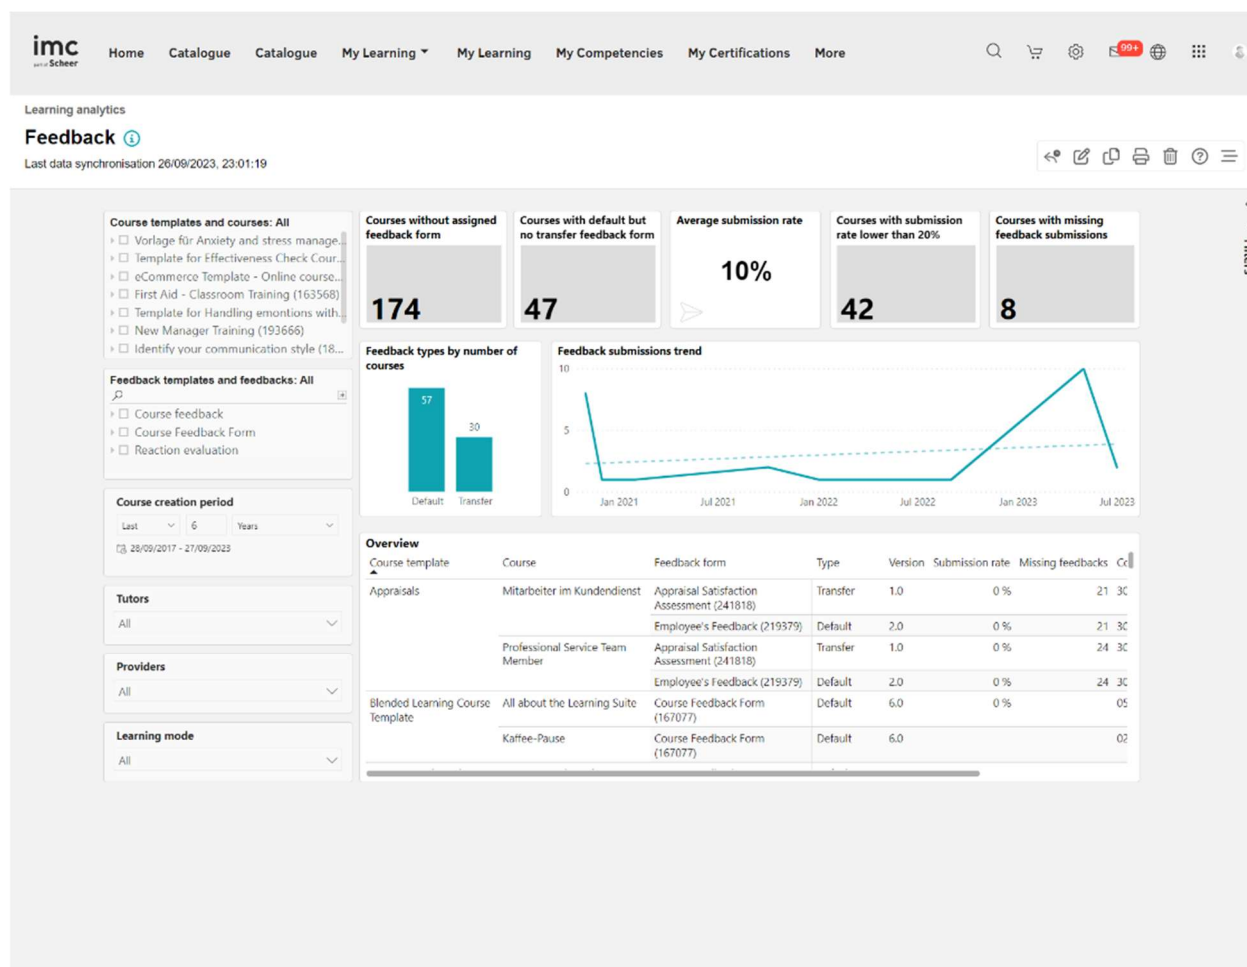 imc
part of Scheer
Home Catalogue Catalogue My Learning My Learning My Competencies My Certifications More
99+
Learning analytics
Feedback
Last data synchronisation 26/09/2023, 23:01:19
Course templates and courses: All
Vorlage für Anxiety and stress manage...
Template for Effectiveness Check Cour...
eCommerce Template - Online course...
First Aid - Classroom Training (163568)
Template for Handling emontions with...
New Manager Training (193666)
Identify your communication style (18...
Feedback templates and feedbacks: All
Course feedback
Course Feedback Form
Reaction evaluation
Course creation period
Last 6 Years
28/09/2017 - 27/09/2023
Tutors
All
Providers
All
Learning mode
All
Courses without assigned
feedback form
174
Courses with default but
no transfer feedback form
47
Average submission rate
10%
Courses with submission
rate lower than 20%
42
Courses with missing
feedback submissions
8
Feedback types by number of
courses
57
30
Default Transfer
Feedback submissions trend
10
5
0
Jan 2021 Jul 2021 Jan 2022 Jul 2022 Jan 2023 Jul 2023
Overview
Course template Course Feedback form Type Version Submission rate Missing feedbacks
Appraisals Mitarbeiter im Kundendienst Appraisal Satisfaction Transfer 1.0 0 % 21 30
Assessment (241818)
Employee's Feedback (219379) Default 2.0 0 % 21 30
Professional Service Team Appraisal Satisfaction Transfer 1.0 0 % 24 30
Member Assessment (241818)
Employee's Feedback (219379) Default 2.0 0 % 24 30
Blended Learning Course All about the Learning Suite Course Feedback Form Default 6.0 0 % 05
Template (167077)
Kaffee-Pause Course Feedback Form Default 6.0 02
(167077)